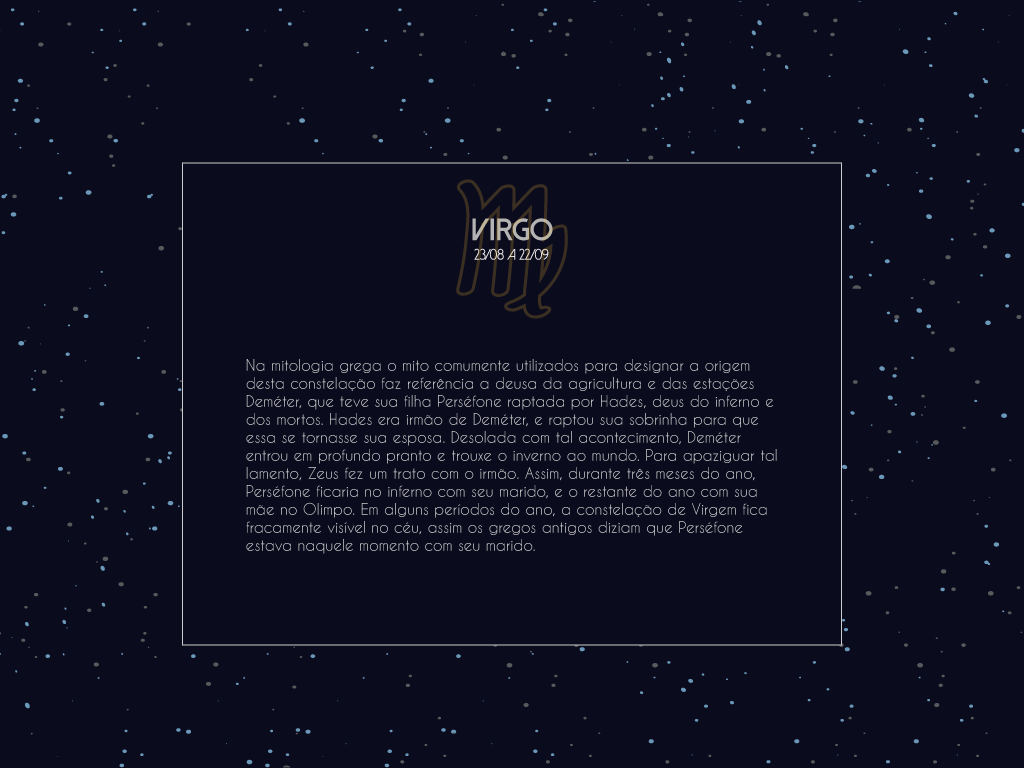 VIRGO
23/08 A 22/09
Na mitologia grega o mito comumente utilizados para designar a origem
desta constelação faz referência a deusa da agricultura e das estações
Deméter, que teve sua filha Perséfone raptada por Hades, deus do inferno e
dos mortos. Hades era irmão de Deméter, e raptou sua sobrinha para que
essa se tornasse sua esposa. Desolada com tal acontecimento, Deméter
entrou em profundo pranto e trouxe o inverno ao mundo. Para apaziguar tal
lamento, Zeus fez um trato com o irmão. Assim, durante três meses do ano,
Perséfone ficaria no inferno com seu marido, e o restante do ano com sua
mãe no Olimpo. Em alguns períodos do ano, a constelação de Virgem fica
fracamente visível no céu, assim os gregos antigos diziam que Perséfone
estava naquele momento com seu marido.